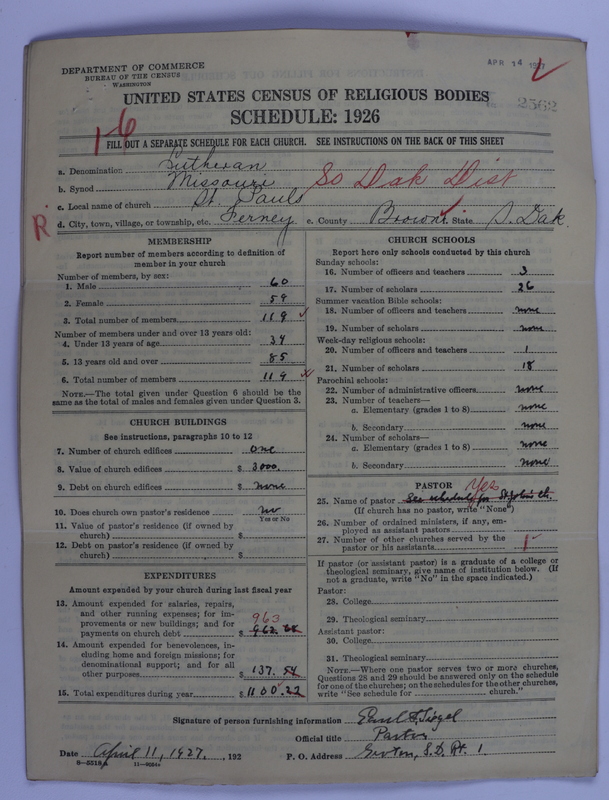 DEPARTMENT OF COMMERCE
BUREAU OF THE CENSUS
WASHINGTON
APR 14 1927
2562
UNITED STATES CENSUS OF RELIGIOUS BODIES
SCHEDULE: 1926
16
FILL OUT A SEPARATE SCHEDULE FOR EACH CHURCH. SEE INSTRUCTIONS ON THE BACK OF THIS SHEET
a. Denomination Lutheran
b. Synod Missouri So Dak Dist
c. Local name of church St. Pauls
R
d. City, town, village, or township, etc. Ferney e. County Brown State S. Dak.
MEMBERSHIP
Report number of members according to definition of
member in your church
Number of members, by sex:
1. Male 60
2. Female 59
3. Total number of members 119
Number of members under and over 13 years old:
4. Under 13 years of age 34
5. 13 years old and over 85
6. Total number of members 119
NOTE.—The total given under Question 6 should be the
same as the total of males and females given under Question 3.
CHURCH BUILDINGS
See instructions, paragraphs 10 to 12
7. Number of church edifices one
8. Value of church edifices $ 3000.
9. Debt on church edifices $ none
10. Does church own pastor's residence no
Yes or No
11. Value of pastor's residence (if owned by
church) $
12. Debt on pastor's residence (if owned by
church) $
EXPENDITURES
Amount expended by your church during last fiscal year
13. Amount expended for salaries, repairs,
and other running expenses; for im-
provements or new buildings; and for 963
payments on church debt $ 962.68
14. Amount expended for benevolences, in-
cluding home and foreign missions; for
denominational support; and for all
other purposes $ 137.54
15. Total expenditures during year $ 1100.22
CHURCH SCHOOLS
Report here only schools conducted by this church
Sunday schools:
16. Number of officers and teachers 3
17. Number of scholars 26
Summer vacation Bible schools:
18. Number of officers and teachers none
19. Number of scholars none
Week-day religious schools:
20. Number of officers and teachers 1
21. Number of scholars 18
Parochial schools:
22. Number of administrative officers none
23. Number of teachers—
a. Elementary (grades 1 to 8) none
b. Secondary none
24. Number of scholars—
a. Elementary (grades 1 to 8) none
b. Secondary none
PASTOR Yes
25. Name of pastor See schedule for St. John's Ch.
(If church has no pastor, write "None")
26. Number of ordained ministers, if any, em-
ployed as assistant pastors
27. Number of other churches served by the
pastor or his assistants 1
If pastor (or assistant pastor) is a graduate of a college or
theological seminary, give name of institution below. (If
not a graduate, write "No" in the space indicated.)
Pastor:
28. College
29. Theological seminary
Assistant pastor:
30. College
31. Theological seminary
NOTE.—Where one pastor serves two or more churches,
Questions 28 and 29 should be answered only on the schedule
for one of the churches; on the schedules for the other churches,
write "See schedule for church."
Signature of person furnishing information
Official title Pastor
Date April 11, 1927. , 192 P. O. Address Groton, S.D. Rt. 1
8—5518a 11—9084a